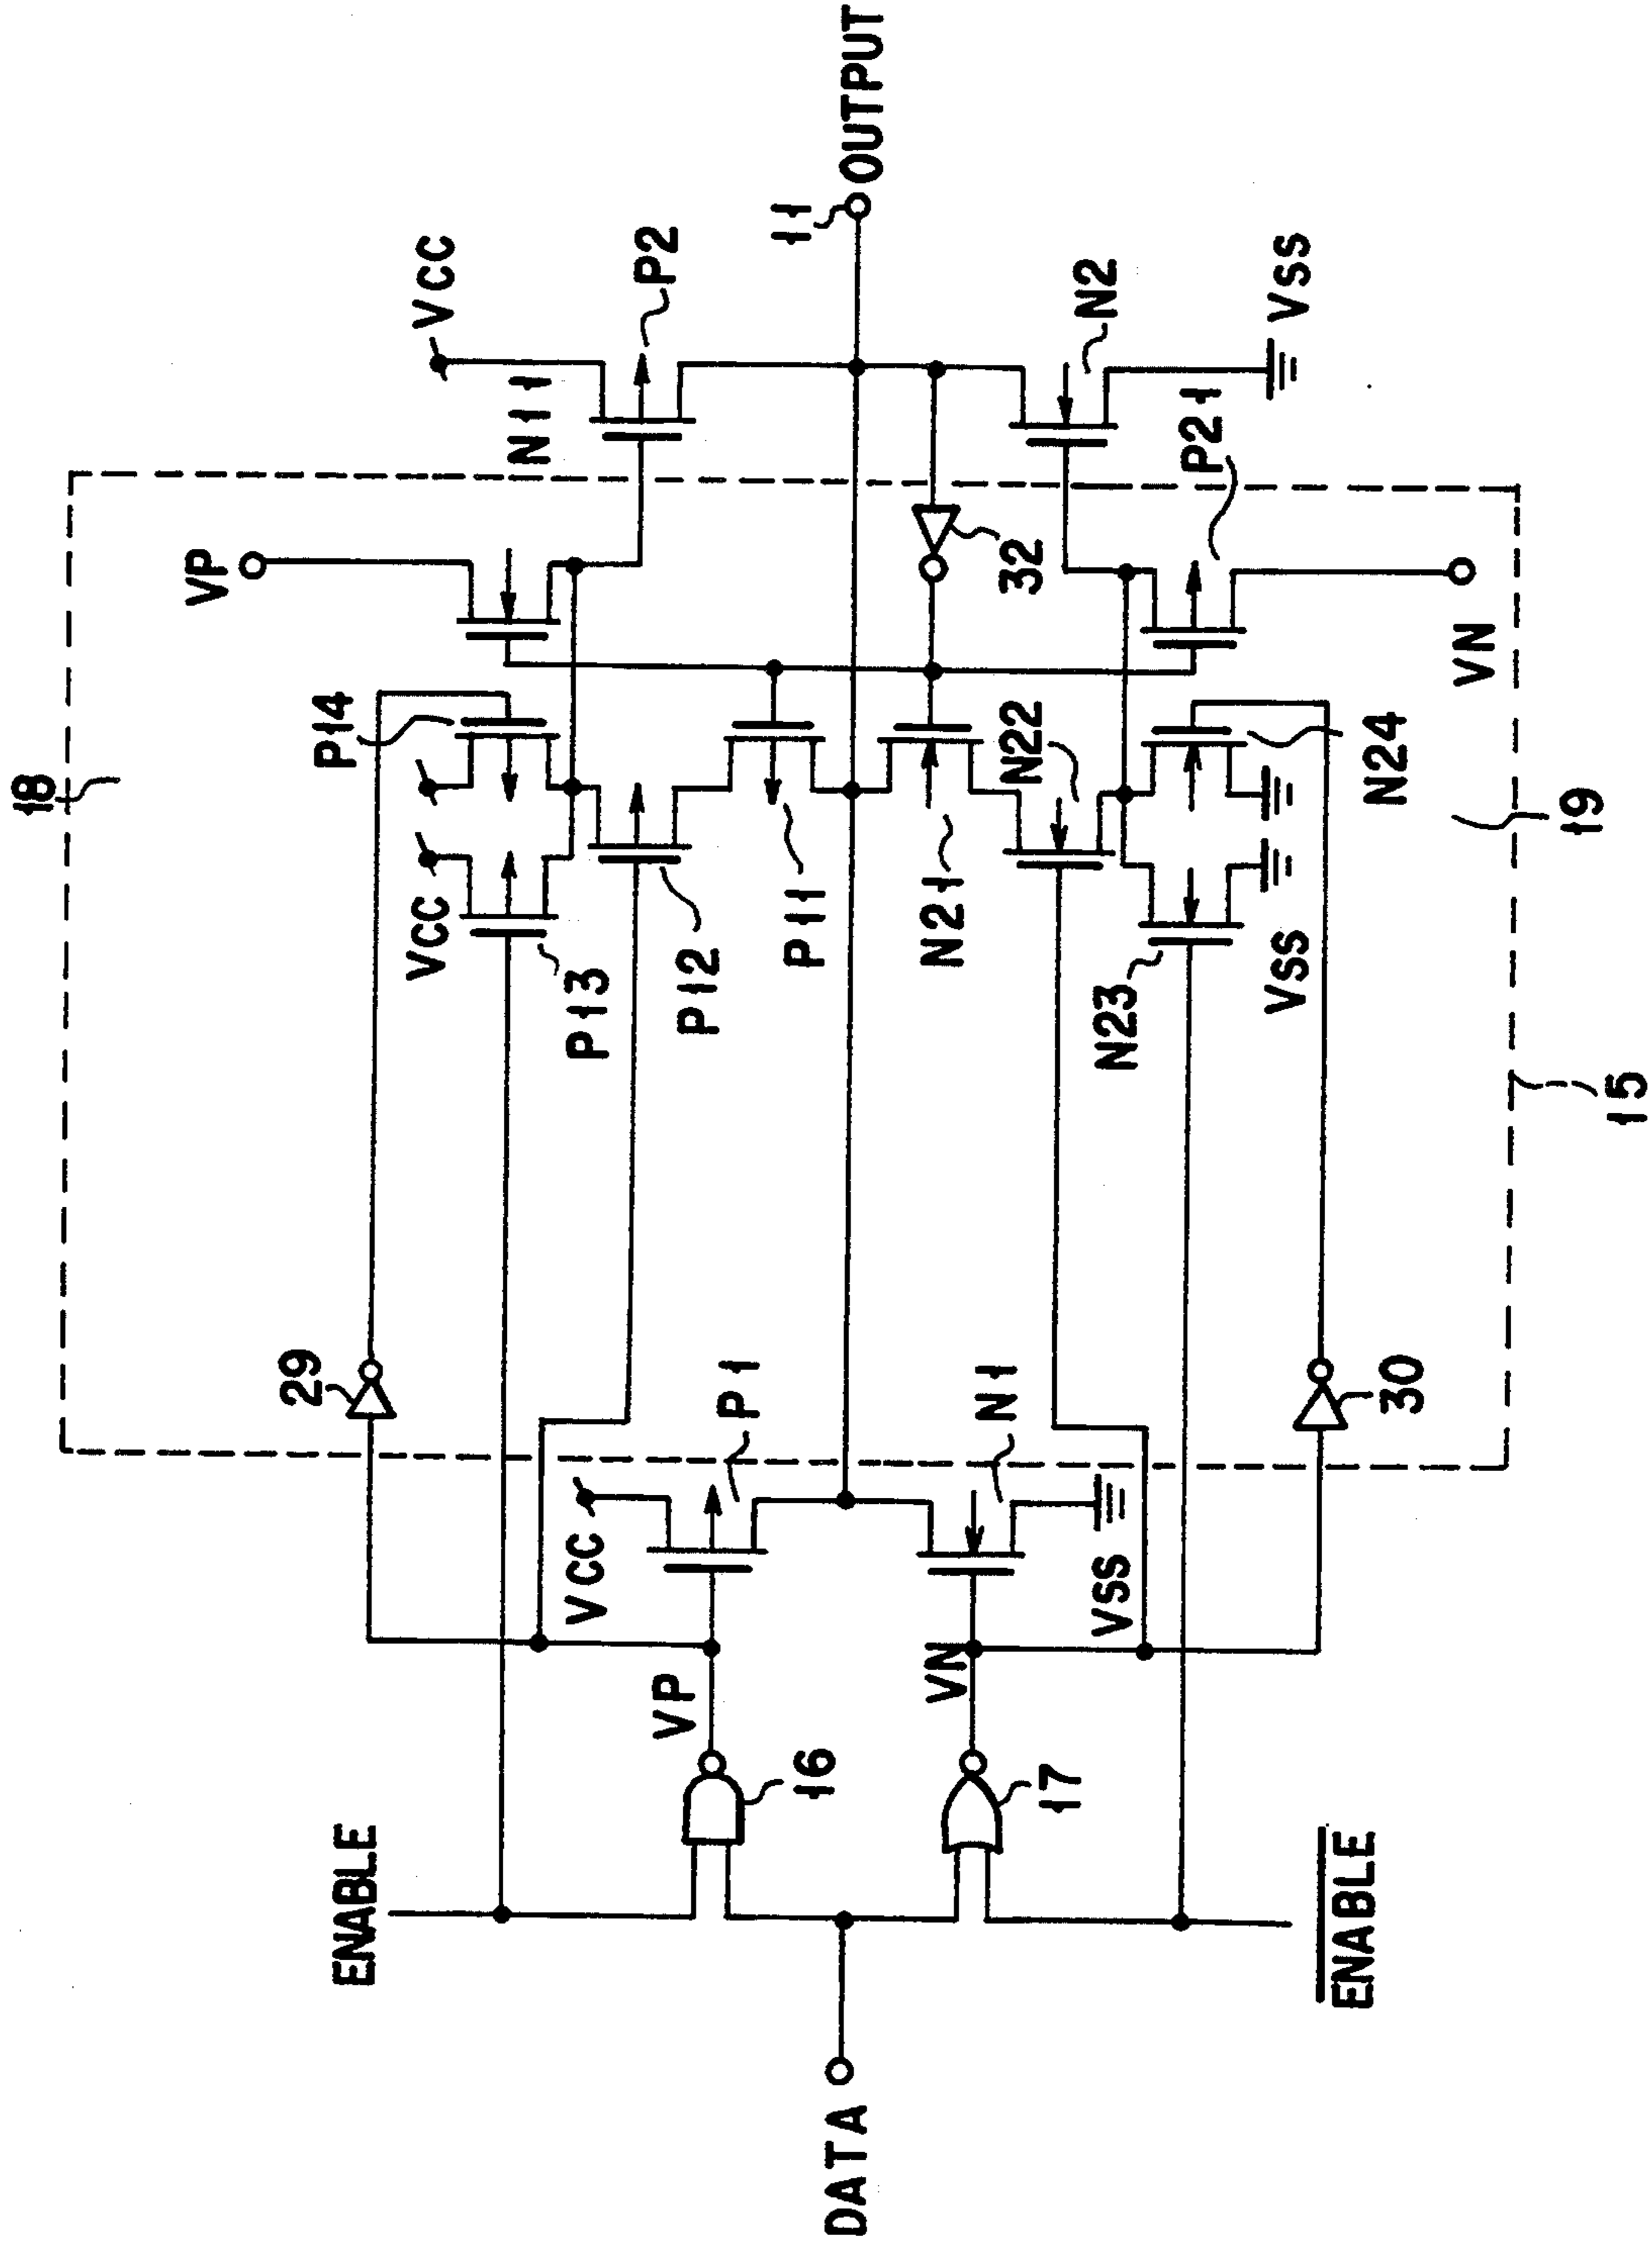 18
VP
N11
VCC
P14
VCC
P2
29
P13
P12
ENABLE
VCC
P1
P11
11
OUTPUT
VP
16
DATA
N21
32
N22
N2
VN
N1
17
VSS
N23
P21
VSS
VSS
N24
VN
ENABLE
30
19
15